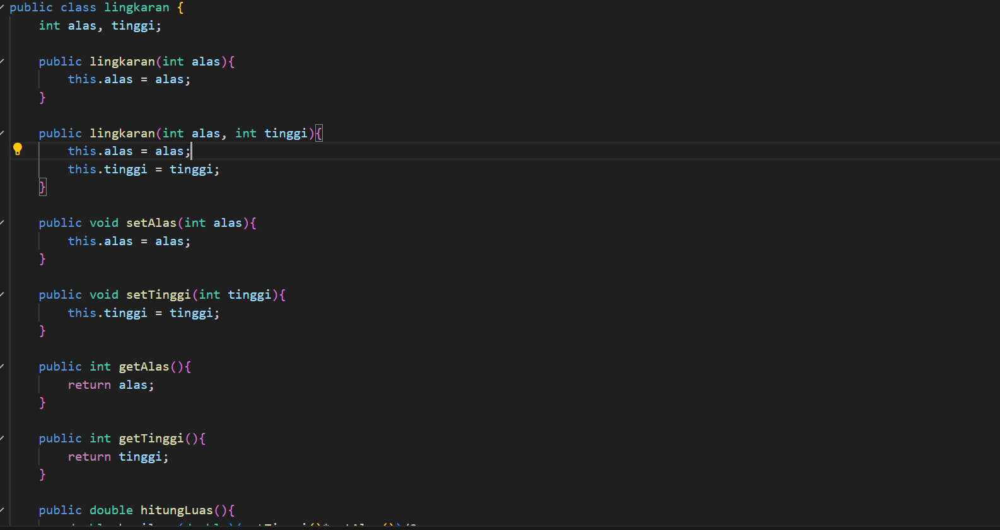 public class lingkaran {
    int alas, tinggi;
    public lingkaran(int alas){
        this.alas = alas;
    }
    public lingkaran(int alas, int tinggi){
        this.alas = alas;
        this.tinggi = tinggi;
    }
    public void setAlas(int alas){
        this.alas = alas;
    }
    public void setTinggi(int tinggi){
        this.tinggi = tinggi;
    }
    public int getAlas(){
        return alas;
    }
    public int getTinggi(){
        return tinggi;
    }
    public double hitungLuas(){